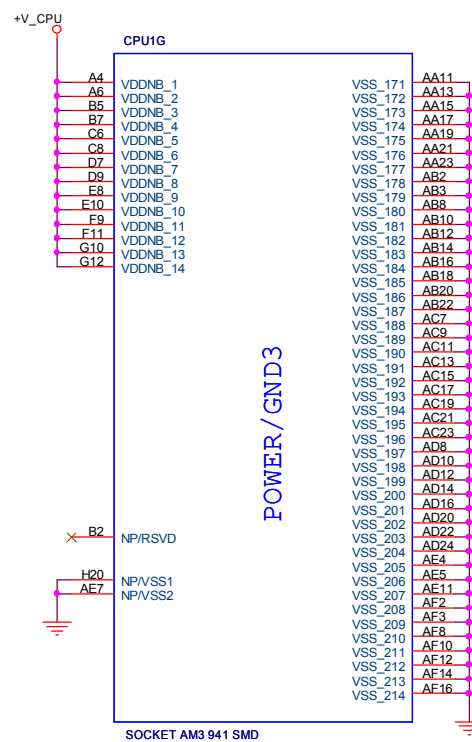 +V_CPU
CPU1G
A4 VDDNB_1
A6 VDDNB_2
B5 VDDNB_3
B7 VDDNB_4
C6 VDDNB_5
C8 VDDNB_6
D7 VDDNB_7
D9 VDDNB_8
E8 VDDNB_9
E10 VDDNB_10
F9 VDDNB_11
F11 VDDNB_12
G10 VDDNB_13
G12 VDDNB_14
B2 NP/RSVD
H20 NP/VSS1
AE7 NP/VSS2
POWER/GND3
VSS_171 AA11
VSS_172 AA13
VSS_173 AA15
VSS_174 AA17
VSS_175 AA19
VSS_176 AA21
VSS_177 AA23
VSS_178 AB2
VSS_179 AB3
VSS_180 AB8
VSS_181 AB10
VSS_182 AB12
VSS_183 AB14
VSS_184 AB16
VSS_185 AB18
VSS_186 AB20
VSS_187 AB22
VSS_188 AC7
VSS_189 AC9
VSS_190 AC11
VSS_191 AC13
VSS_192 AC15
VSS_193 AC17
VSS_194 AC19
VSS_195 AC21
VSS_196 AC23
VSS_197 AD8
VSS_198 AD10
VSS_199 AD12
VSS_200 AD14
VSS_201 AD16
VSS_202 AD20
VSS_203 AD22
VSS_204 AD24
VSS_205 AE4
VSS_206 AE5
VSS_207 AE11
VSS_208 AF2
VSS_209 AF3
VSS_210 AF8
VSS_211 AF10
VSS_212 AF12
VSS_213 AF14
VSS_214 AF16
SOCKET AM3 941 SMD